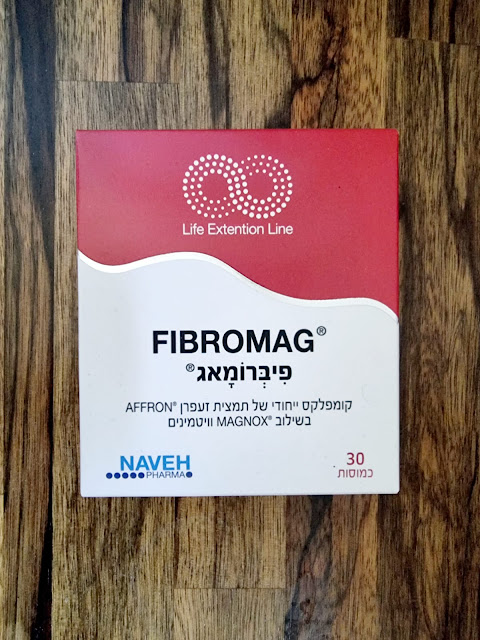 Life Extention Line
FIBROMAG®
פִיבְּרוֹמָאג®
קומפלקס ייחודי של תמצית זעפרן AFFRON®
בשילוב MAGNOX® וויטמינים
NAVEH
PHARMA
30
כמוסות